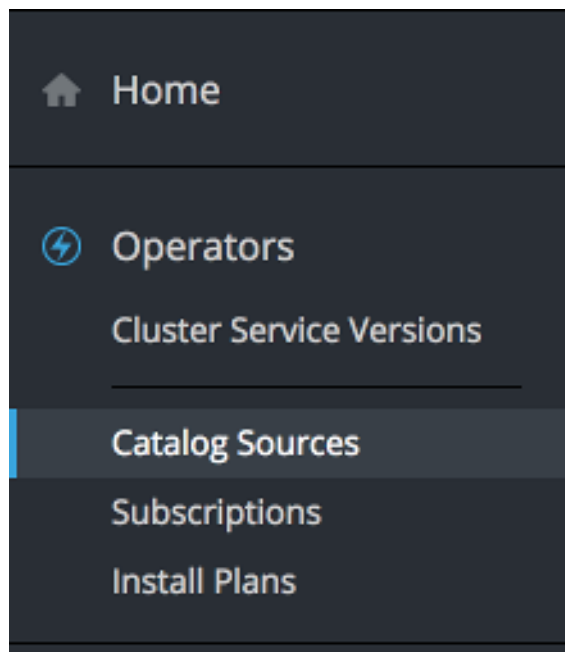 Home
Operators
Cluster Service Versions
Catalog Sources
Subscriptions
Install Plans